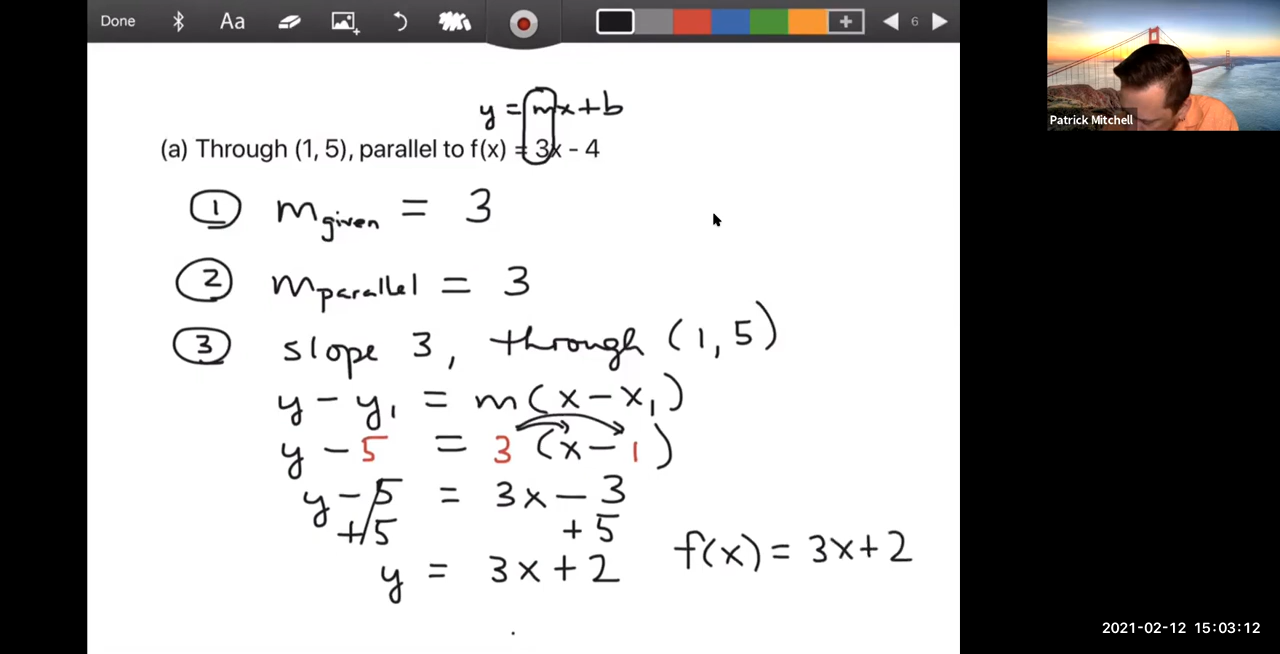 Done Aa 6
y = mx + b
(a) Through (1, 5), parallel to f(x) = 3x - 4
① m given = 3
② m parallel = 3
③ slope 3, through (1, 5)
y - y₁ = m(x - x₁)
y - 5 = 3(x - 1)
y - 5 = 3x - 3
+5 +5
y = 3x + 2 f(x) = 3x + 2
Patrick Mitchell
2021-02-12 15:03:12